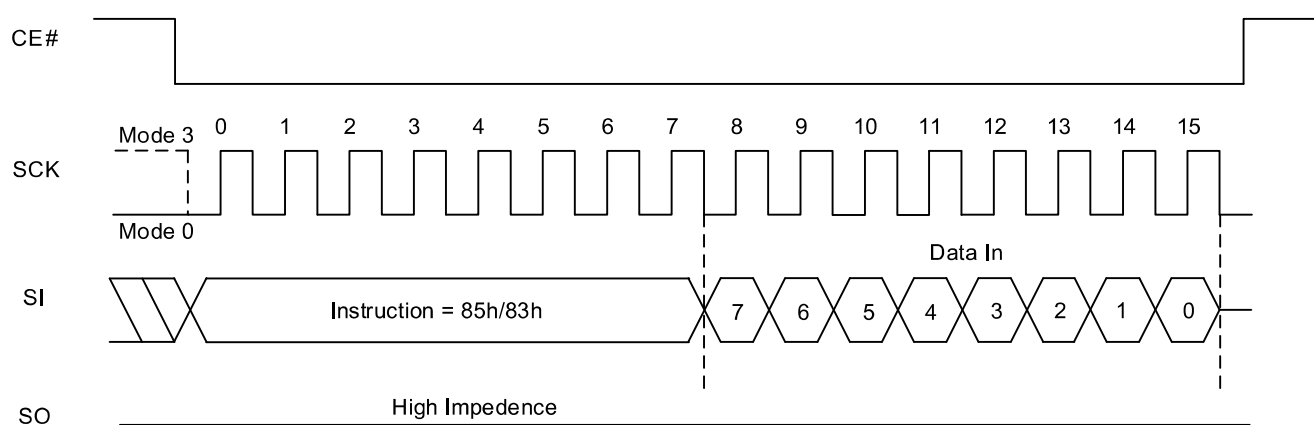 CE#
Mode 3
0 1 2 3 4 5 6 7 8 9 10 11 12 13 14 15
SCK
Mode 0
Data In
SI
Instruction = 85h/83h
7 6 5 4 3 2 1 0
High Impedence
SO